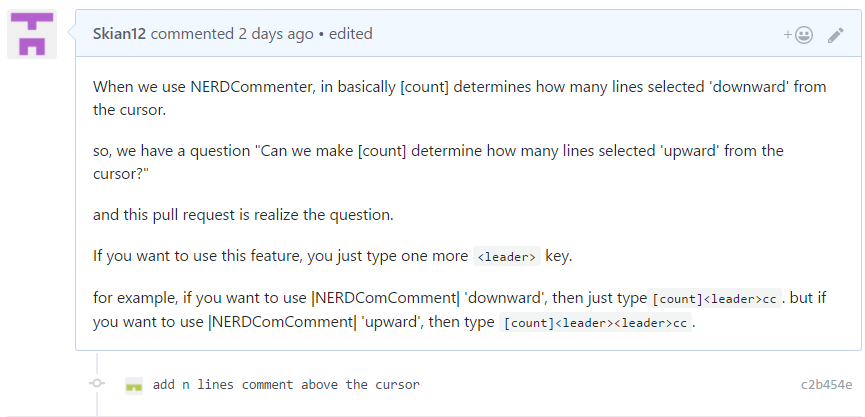 Skian12 commented 2 days ago • edited
When we use NERDCommenter, in basically [count] determines how many lines selected 'downward' from
the cursor.
so, we have a question "Can we make [count] determine how many lines selected 'upward' from the
cursor?"
and this pull request is realize the question.
If you want to use this feature, you just type one more <leader> key.
for example, if you want to use |NERDComComment| 'downward', then just type [count]<leader>cc . but if
you want to use |NERDComComment| 'upward', then type [count]<leader><leader>cc .
add n lines comment above the cursor c2b454e